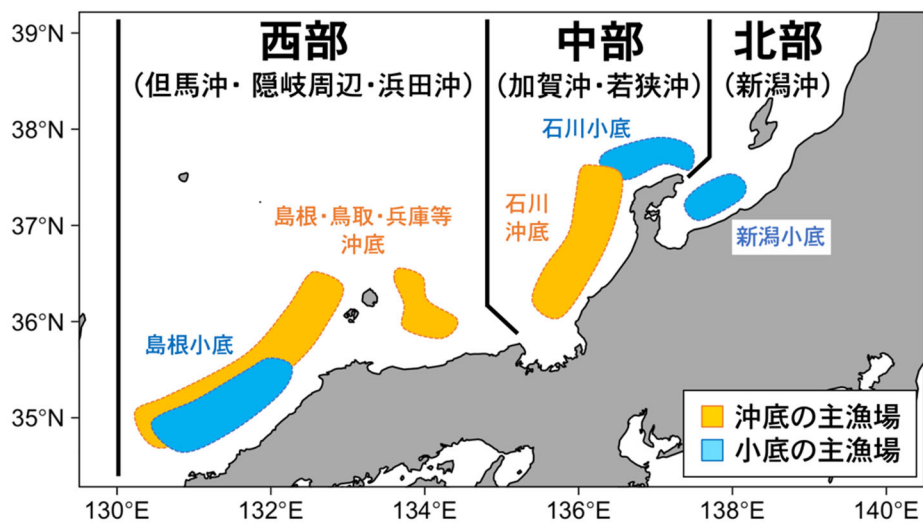 39°N
38°N
37°N
36°N
35°N
西部
(但馬沖・隠岐周辺・浜田沖)
中部
(加賀沖・若狭沖)
北部
(新潟沖)
石川小底
島根・鳥取・兵庫等
沖底
石川
沖底
新潟小底
島根小底
沖底の主漁場
小底の主漁場
130°E
132°E
134°E
136°E
138°E
140°E